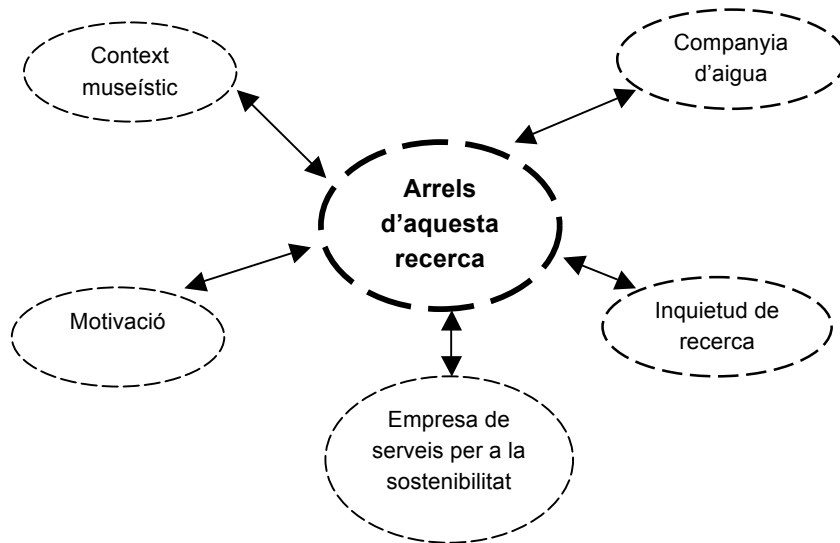 Context
museístic
Companyia
d’aigua
Arrels
d’aquesta
recerca
Motivació
Inquietud de
recerca
Empresa de
serveis per a la
sostenibilitat